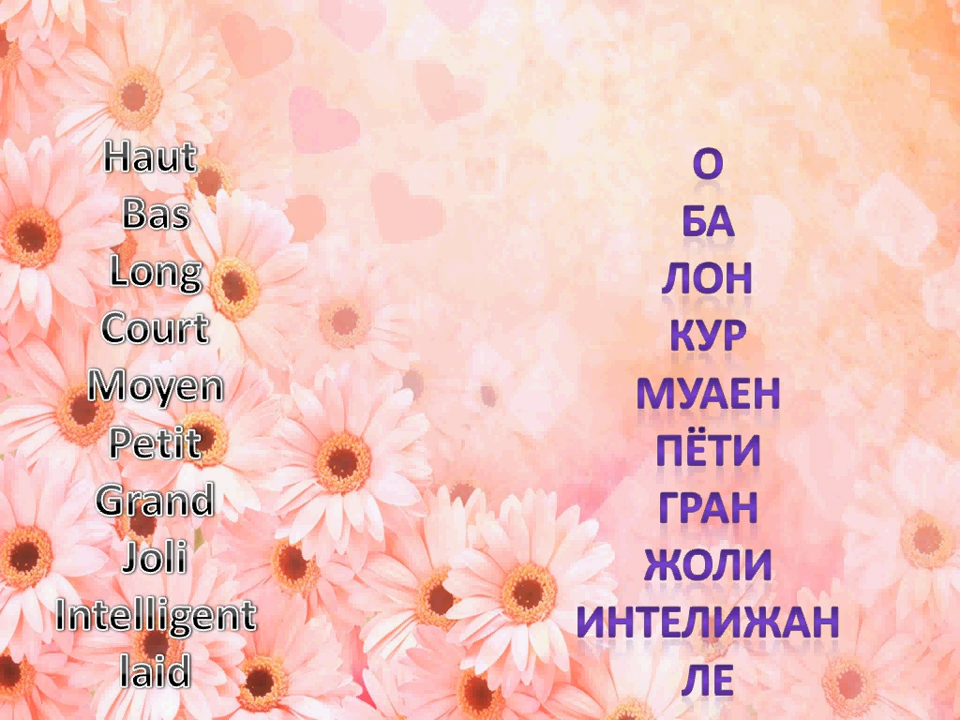 Haut
Bas
Long
Court
Moyen
Petit
Grand
Joli
Intelligent
laid
О
БА
ЛОН
КУР
МУАЕН
ПЁТИ
ГРАН
ЖОЛИ
ИНТЕЛИЖАН
ЛЕ